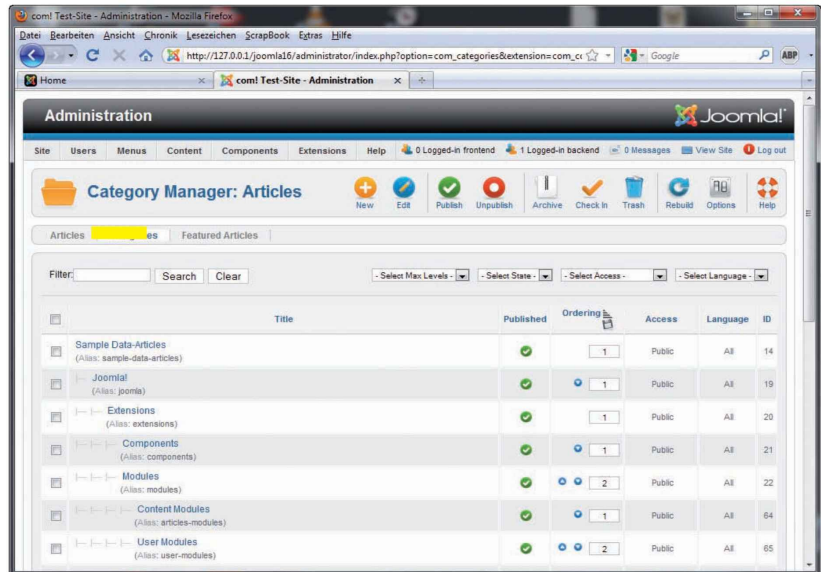 com! Test-Site - Administration - Mozilla Firefox
Datei Bearbeiten Ansicht Chronik Lesezeichen ScrapBook Extras Hilfe
http://127.0.0.1/joomla16/administrator/index.php?option=com_categories&extension=com_cc Google ABP
Home com! Test-Site - Administration
Administration Joomla!
Site Users Menus Content Components Extensions Help 0 Logged-in frontend 1 Logged-in backend 0 Messages View Site Log out
Category Manager: Articles New Edit Publish Unpublish Archive Check In Trash Rebuild Options Help
Articles es Featured Articles
Filter: Search Clear - Select Max Levels - - Select State - - Select Access - - Select Language -
Title Published Ordering Access Language ID
Sample Data-Articles 1 Public All 14
(Alias: sample-data-articles)
Joomla! 1 Public All 19
(Alias: joomla)
Extensions 1 Public All 20
(Alias: extensions)
Components 1 Public All 21
(Alias: components)
Modules 2 Public All 22
(Alias: modules)
Content Modules 1 Public All 64
(Alias: articles-modules)
User Modules 2 Public All 65
(Alias: user-modules)